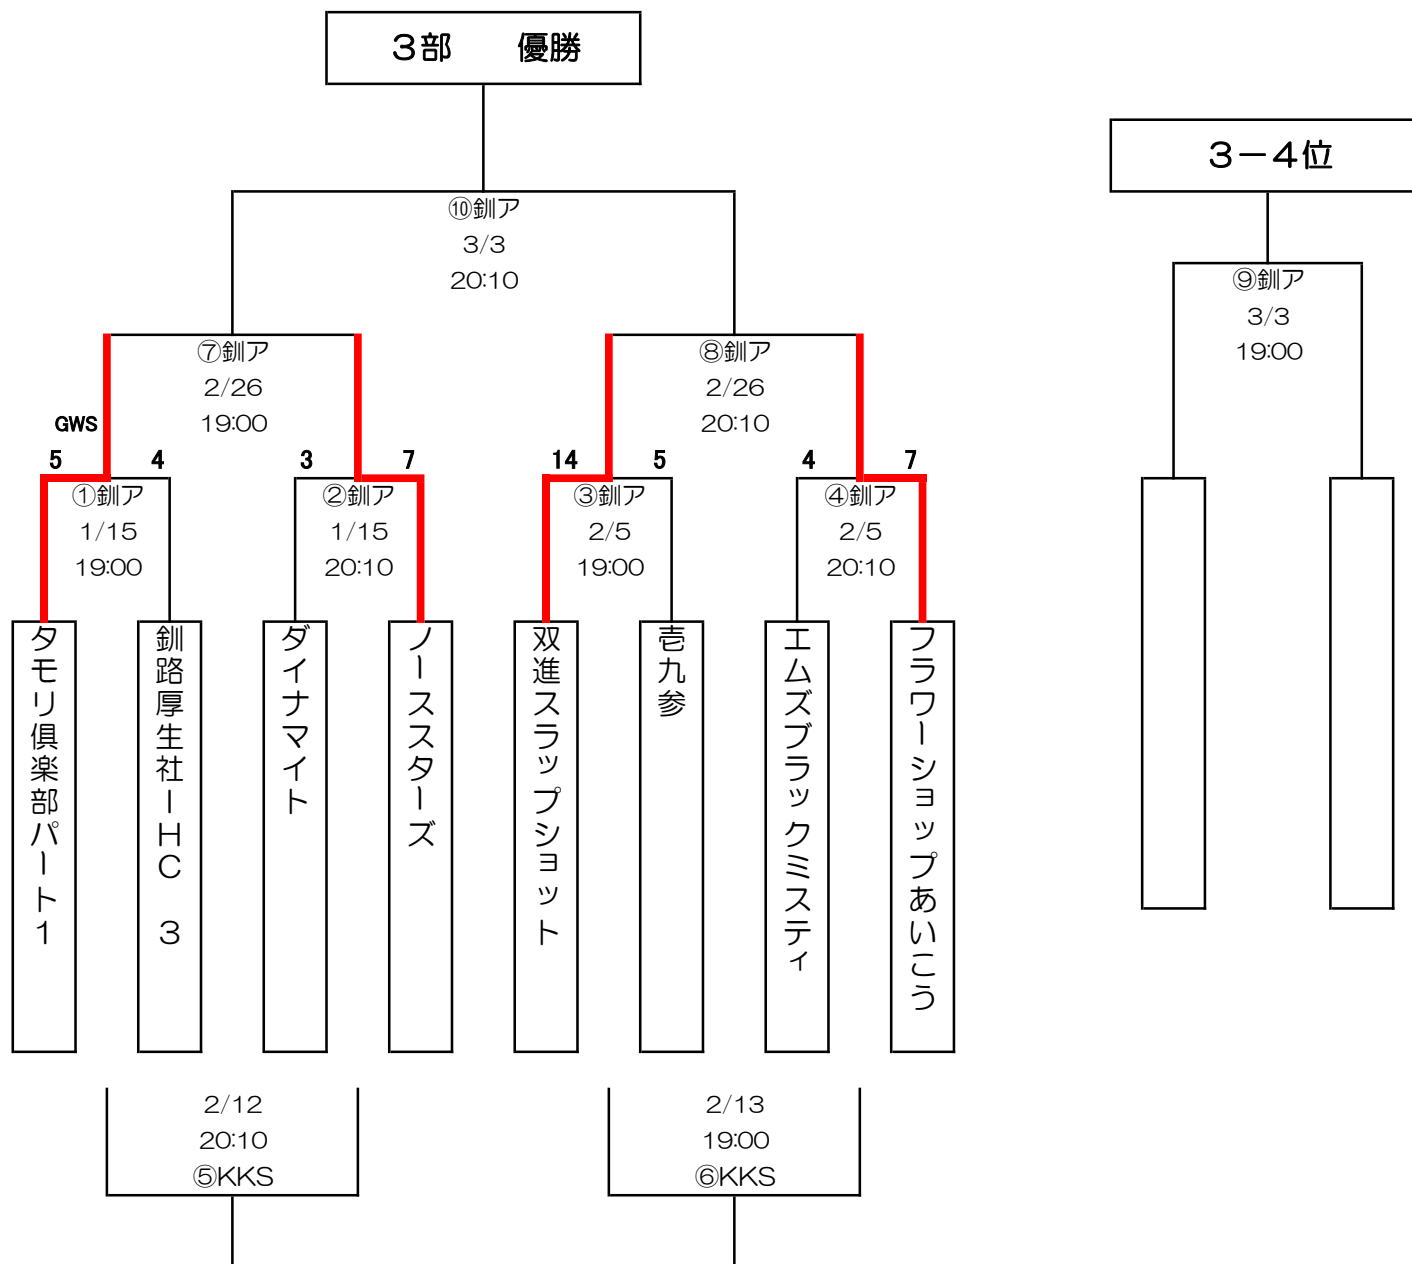 3部　優勝
3－4位
⑩釧ア
3/3
20:10
⑨釧ア
3/3
19:00
⑦釧ア
2/26
19:00
⑧釧ア
2/26
20:10
GWS
5
4
3
7
14
5
4
7
①釧ア
1/15
19:00
②釧ア
1/15
20:10
③釧ア
2/5
19:00
④釧ア
2/5
20:10
タモリ倶楽部パート1
釧路厚生社IHC　3
ダイナマイト
ノーススターズ
双進スラップショット
壱九参
エムズブラックミスティ
フラワーショップあいこう
2/12
20:10
⑤KKS
2/13
19:00
⑥KKS